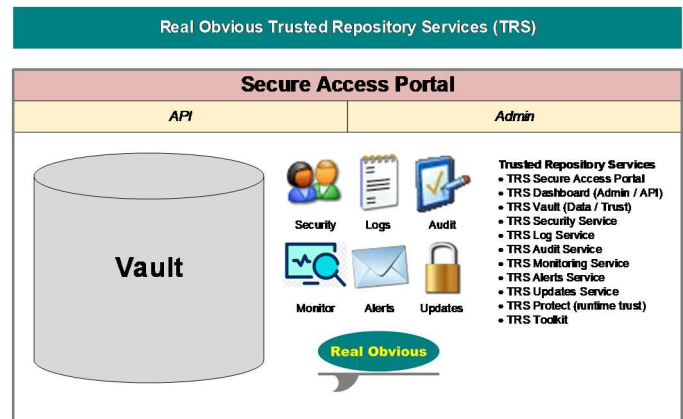 Real Obvious Trusted Repository Services (TRS)
Secure Access Portal
API
Admin
Vault
Security
Logs
Audit
Monitor
Alerts
Updates
Real Obvious
Trusted Repository Services
• TRS Secure Access Portal
• TRS Dashboard (Admin / API)
• TRS Vault (Data / Trust)
• TRS Security Service
• TRS Log Service
• TRS Audit Service
• TRS Monitoring Service
• TRS Alerts Service
• TRS Updates Service
• TRS Protect (runtime trust)
• TRS Toolkit